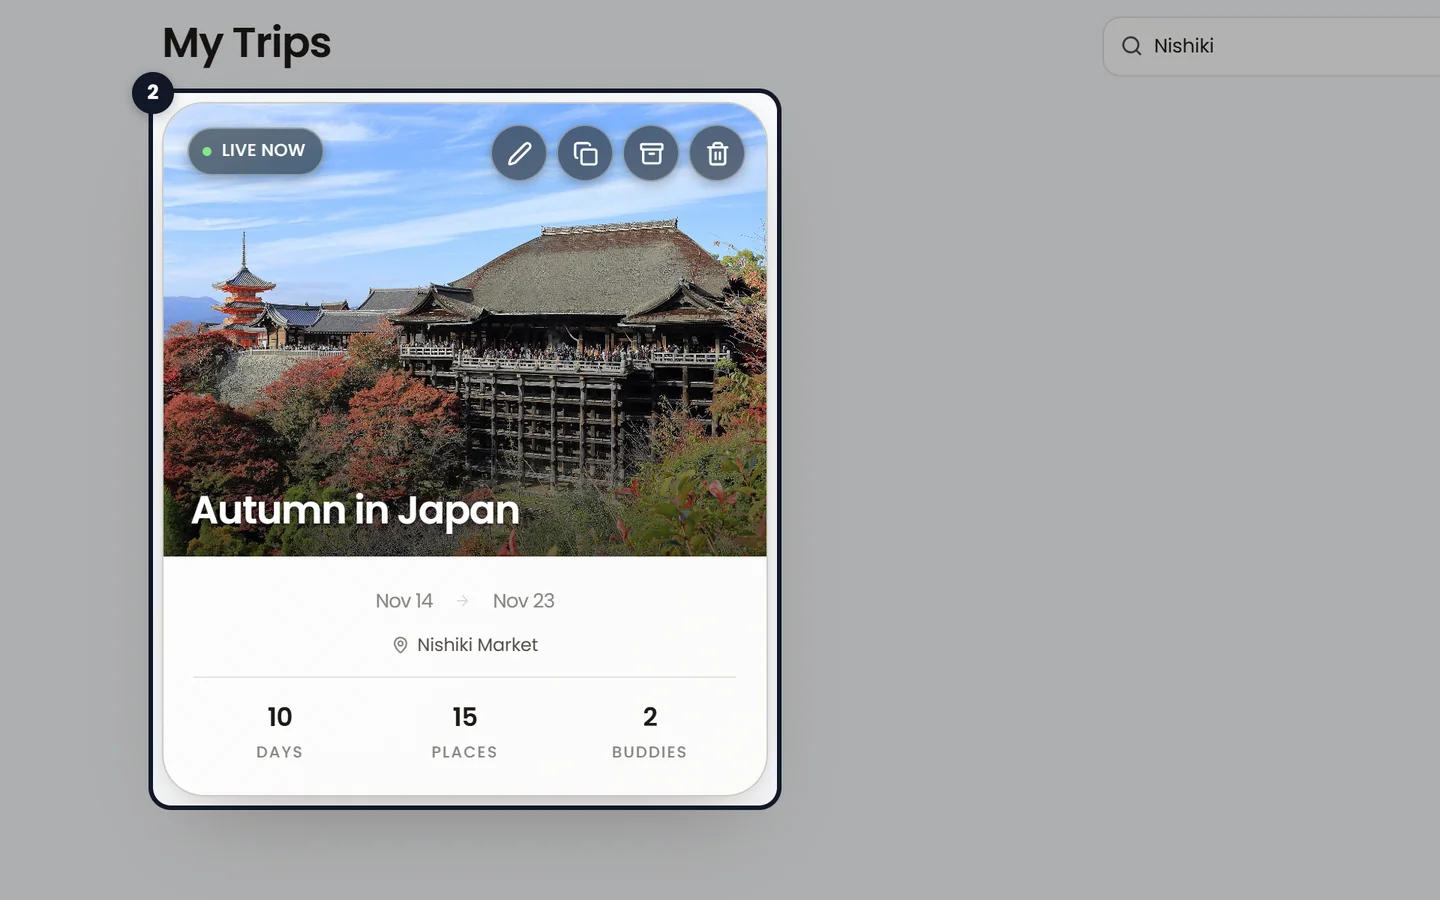 My Trips
Nishiki
2
LIVE NOW
Autumn in Japan
Nov 14 → Nov 23
Nishiki Market
10 15 2
DAYS PLACES BUDDIES